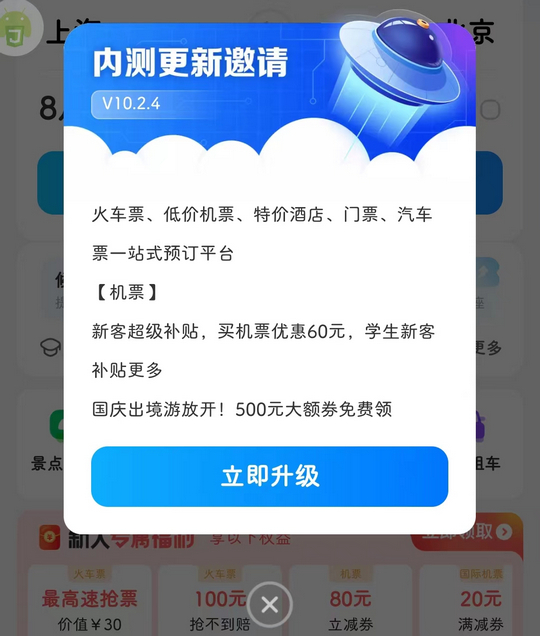 上海
北京
内测更新邀请
V10.2.4
火车票、低价机票、特价酒店、门票、汽车
票一站式预订平台
【机票】
新客超级补贴，买机票优惠60元，学生新客
补贴更多
国庆出境游放开！500元大额券免费领
立即升级
更多
景点
租车
新人专属福利 享以下权益 立即领取
火车票 火车票 机票 国际机票
最高速抢票 100元 80元 20元
价值￥30 抢不到赔 立减券 满减券